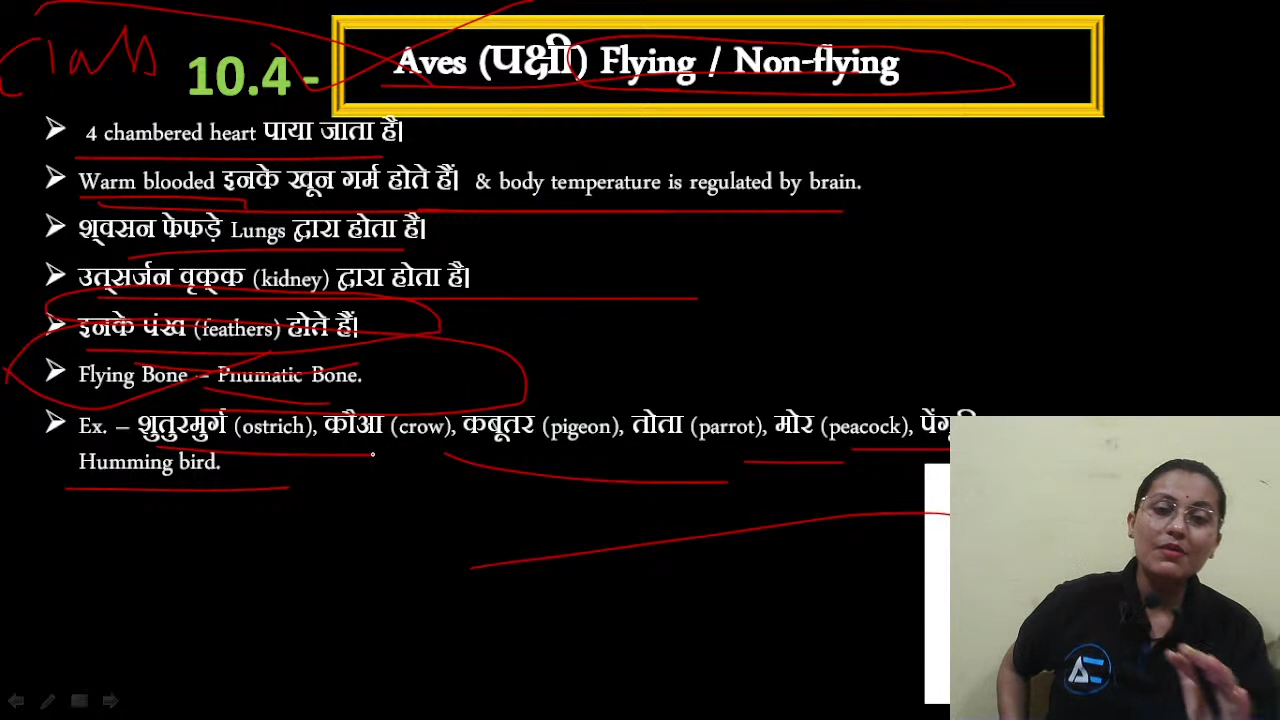 class
10.4 -
Aves (पक्षी) Flying / Non-flying
➤ 4 chambered heart पाया जाता है।
➤ Warm blooded इनके खून गर्म होते हैं। & body temperature is regulated by brain.
➤ श्वसन फेफड़े Lungs द्वारा होता है।
➤ उत्सर्जन वृक्क (kidney) द्वारा होता है।
➤ इनके पंख (feathers) होते हैं।
➤ Flying Bone – Pnumatic Bone.
➤ Ex. – शुतुरमुर्ग (ostrich), कौआ (crow), कबूतर (pigeon), तोता (parrot), मोर (peacock),
Humming bird.